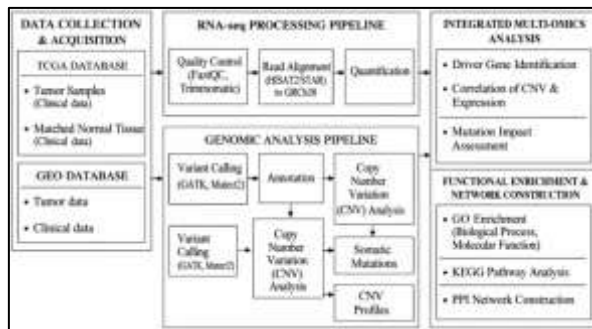 DATA COLLECTION
& ACQUISITION
TCGA DATABASE
• Tumor Samples
(Clinical data)
• Matched Normal Tissue
(Clinical data)
GEO DATABASE
• Tumor data
• Clinical data
RNA-seq PROCESSING PIPELINE
Quality Control
(FastQC,
Trimmomatic)
Read Alignment
(HISAT2/STAR)
to GRCh38
Quantification
GENOMIC ANALYSIS PIPELINE
Variant Calling
(GATK, Mutect2)
Annotation
Copy
Number
Variation
(CNV) Analysis
Variant
Calling
(GATK, Mutect2)
Copy
Number
Variation
(CNV)
Analysis
Somatic
Mutations
CNV
Profiles
INTEGRATED MULTI-OMICS
ANALYSIS
• Driver Gene Identification
• Correlation of CNV &
Expression
• Mutation Impact
Assessment
FUNCTIONAL ENRICHMENT &
NETWORK CONSTRUCTION
• GO Enrichment
(Biological Process,
Molecular Function)
• KEGG Pathway Analysis
• PPI Network Construction